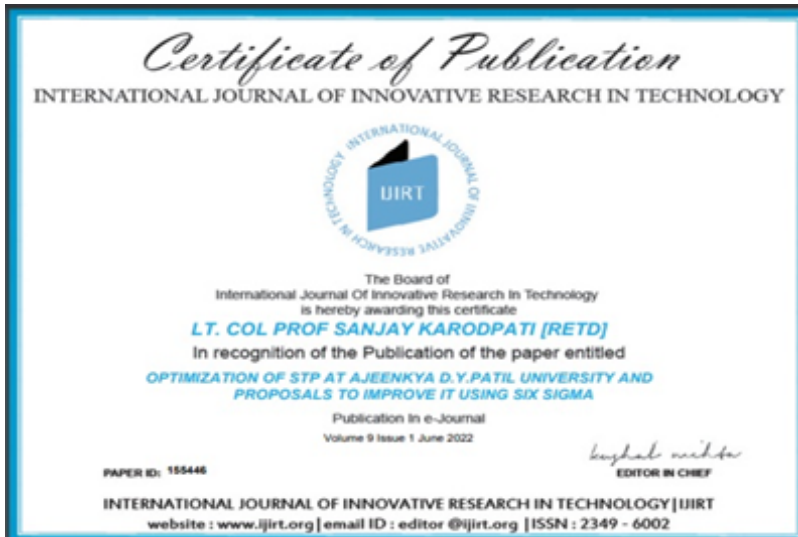 Certificate of Publication
INTERNATIONAL JOURNAL OF INNOVATIVE RESEARCH IN TECHNOLOGY
INTERNATIONAL JOURNAL OF INNOVATIVE RESEARCH IN TECHNOLOGY
IJIRT
The Board of
International Journal Of Innovative Research In Technology
is hereby awarding this certificate
LT. COL PROF SANJAY KARODPATI [RETD]
In recognition of the Publication of the paper entitled
OPTIMIZATION OF STP AT AJEENKYA D.Y.PATIL UNIVERSITY AND
PROPOSALS TO IMPROVE IT USING SIX SIGMA
Publication In e-Journal
Volume 9 Issue 1 June 2022
kushal mihta
PAPER ID: 155446
EDITOR IN CHIEF
INTERNATIONAL JOURNAL OF INNOVATIVE RESEARCH IN TECHNOLOGY|IJIRT
website : www.ijirt.org|email ID : editor @ijirt.org |ISSN : 2349 - 6002